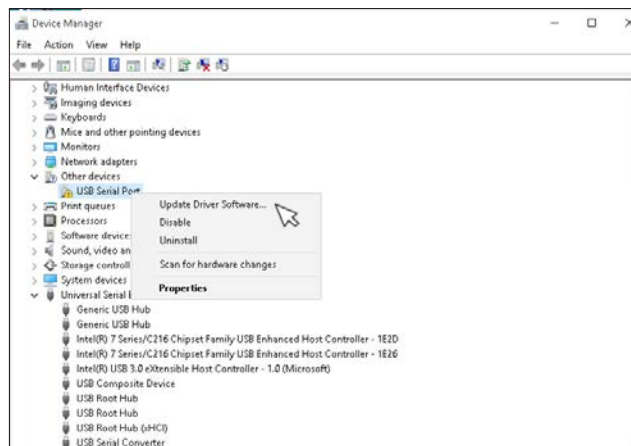 Device Manager
File Action View Help
Human Interface Devices
Imaging devices
Keyboards
Mice and other pointing devices
Monitors
Network adapters
Other devices
USB Serial Port
Print queues
Processors
Software device
Sound, video an
Storage controll
System devices
Universal Serial
Update Driver Software...
Disable
Uninstall
Scan for hardware changes
Properties
Generic USB Hub
Generic USB Hub
Intel(R) 7 Series/C216 Chipset Family USB Enhanced Host Controller - 1E2D
Intel(R) 7 Series/C216 Chipset Family USB Enhanced Host Controller - 1E26
Intel(R) USB 3.0 eXtensible Host Controller - 1.0 (Microsoft)
USB Composite Device
USB Root Hub
USB Root Hub
USB Root Hub (xHCI)
USB Serial Converter